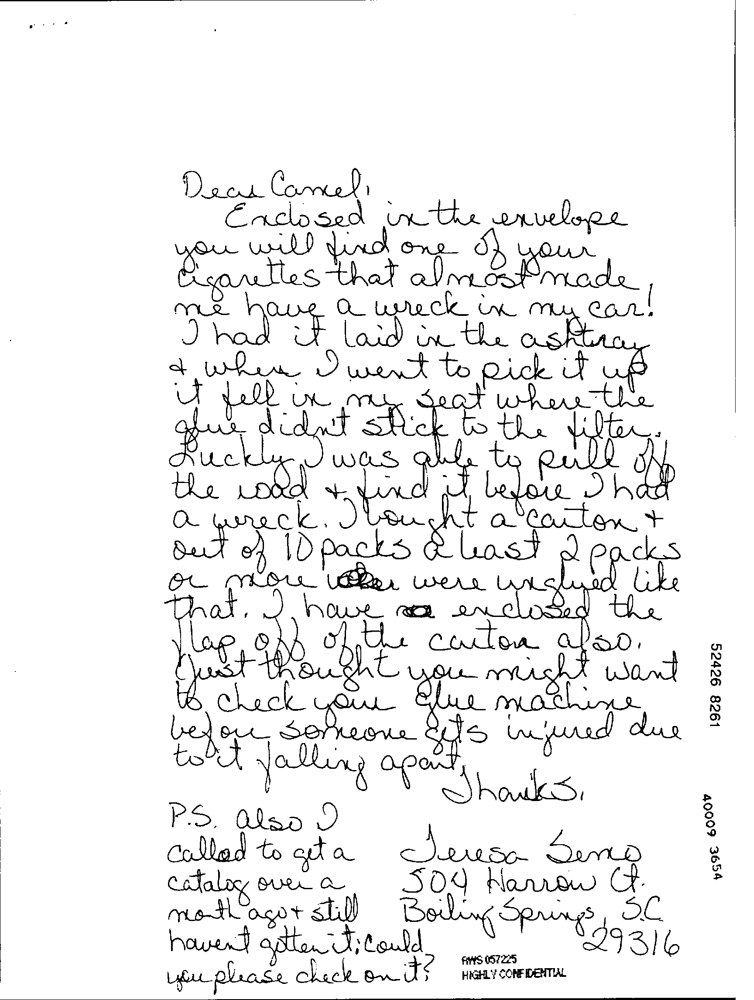 Dear Camel,
Enclosed in the envelope
you will find one of your
cigarettes that almost made
me have a wreck in my car!
I had it laid in the ashtray
& when I went to pick it up
it fell in my seat where the
glue didn't stick to the filter.
Luckly I was able to pull off
the road & find it before I had
a wreck. I bought a carton +
out of 10 packs a least 2 packs
or more were unglued like
that. I have enclosed the
flap off of the carton also.
Just thought you might want
to check your glue machine
before someone gets injured due
to it falling apart.
Thanks.
P.S. also I
called to get a
catalog over a
month ago & still
havent gotten it; could
you please check on it?
Teresa
504 Harrow Ct.
Boiling Springs, S.C.
29316
RWS 057225
HIGHLY CONFIDENTIAL
52426 8261
40009 3654